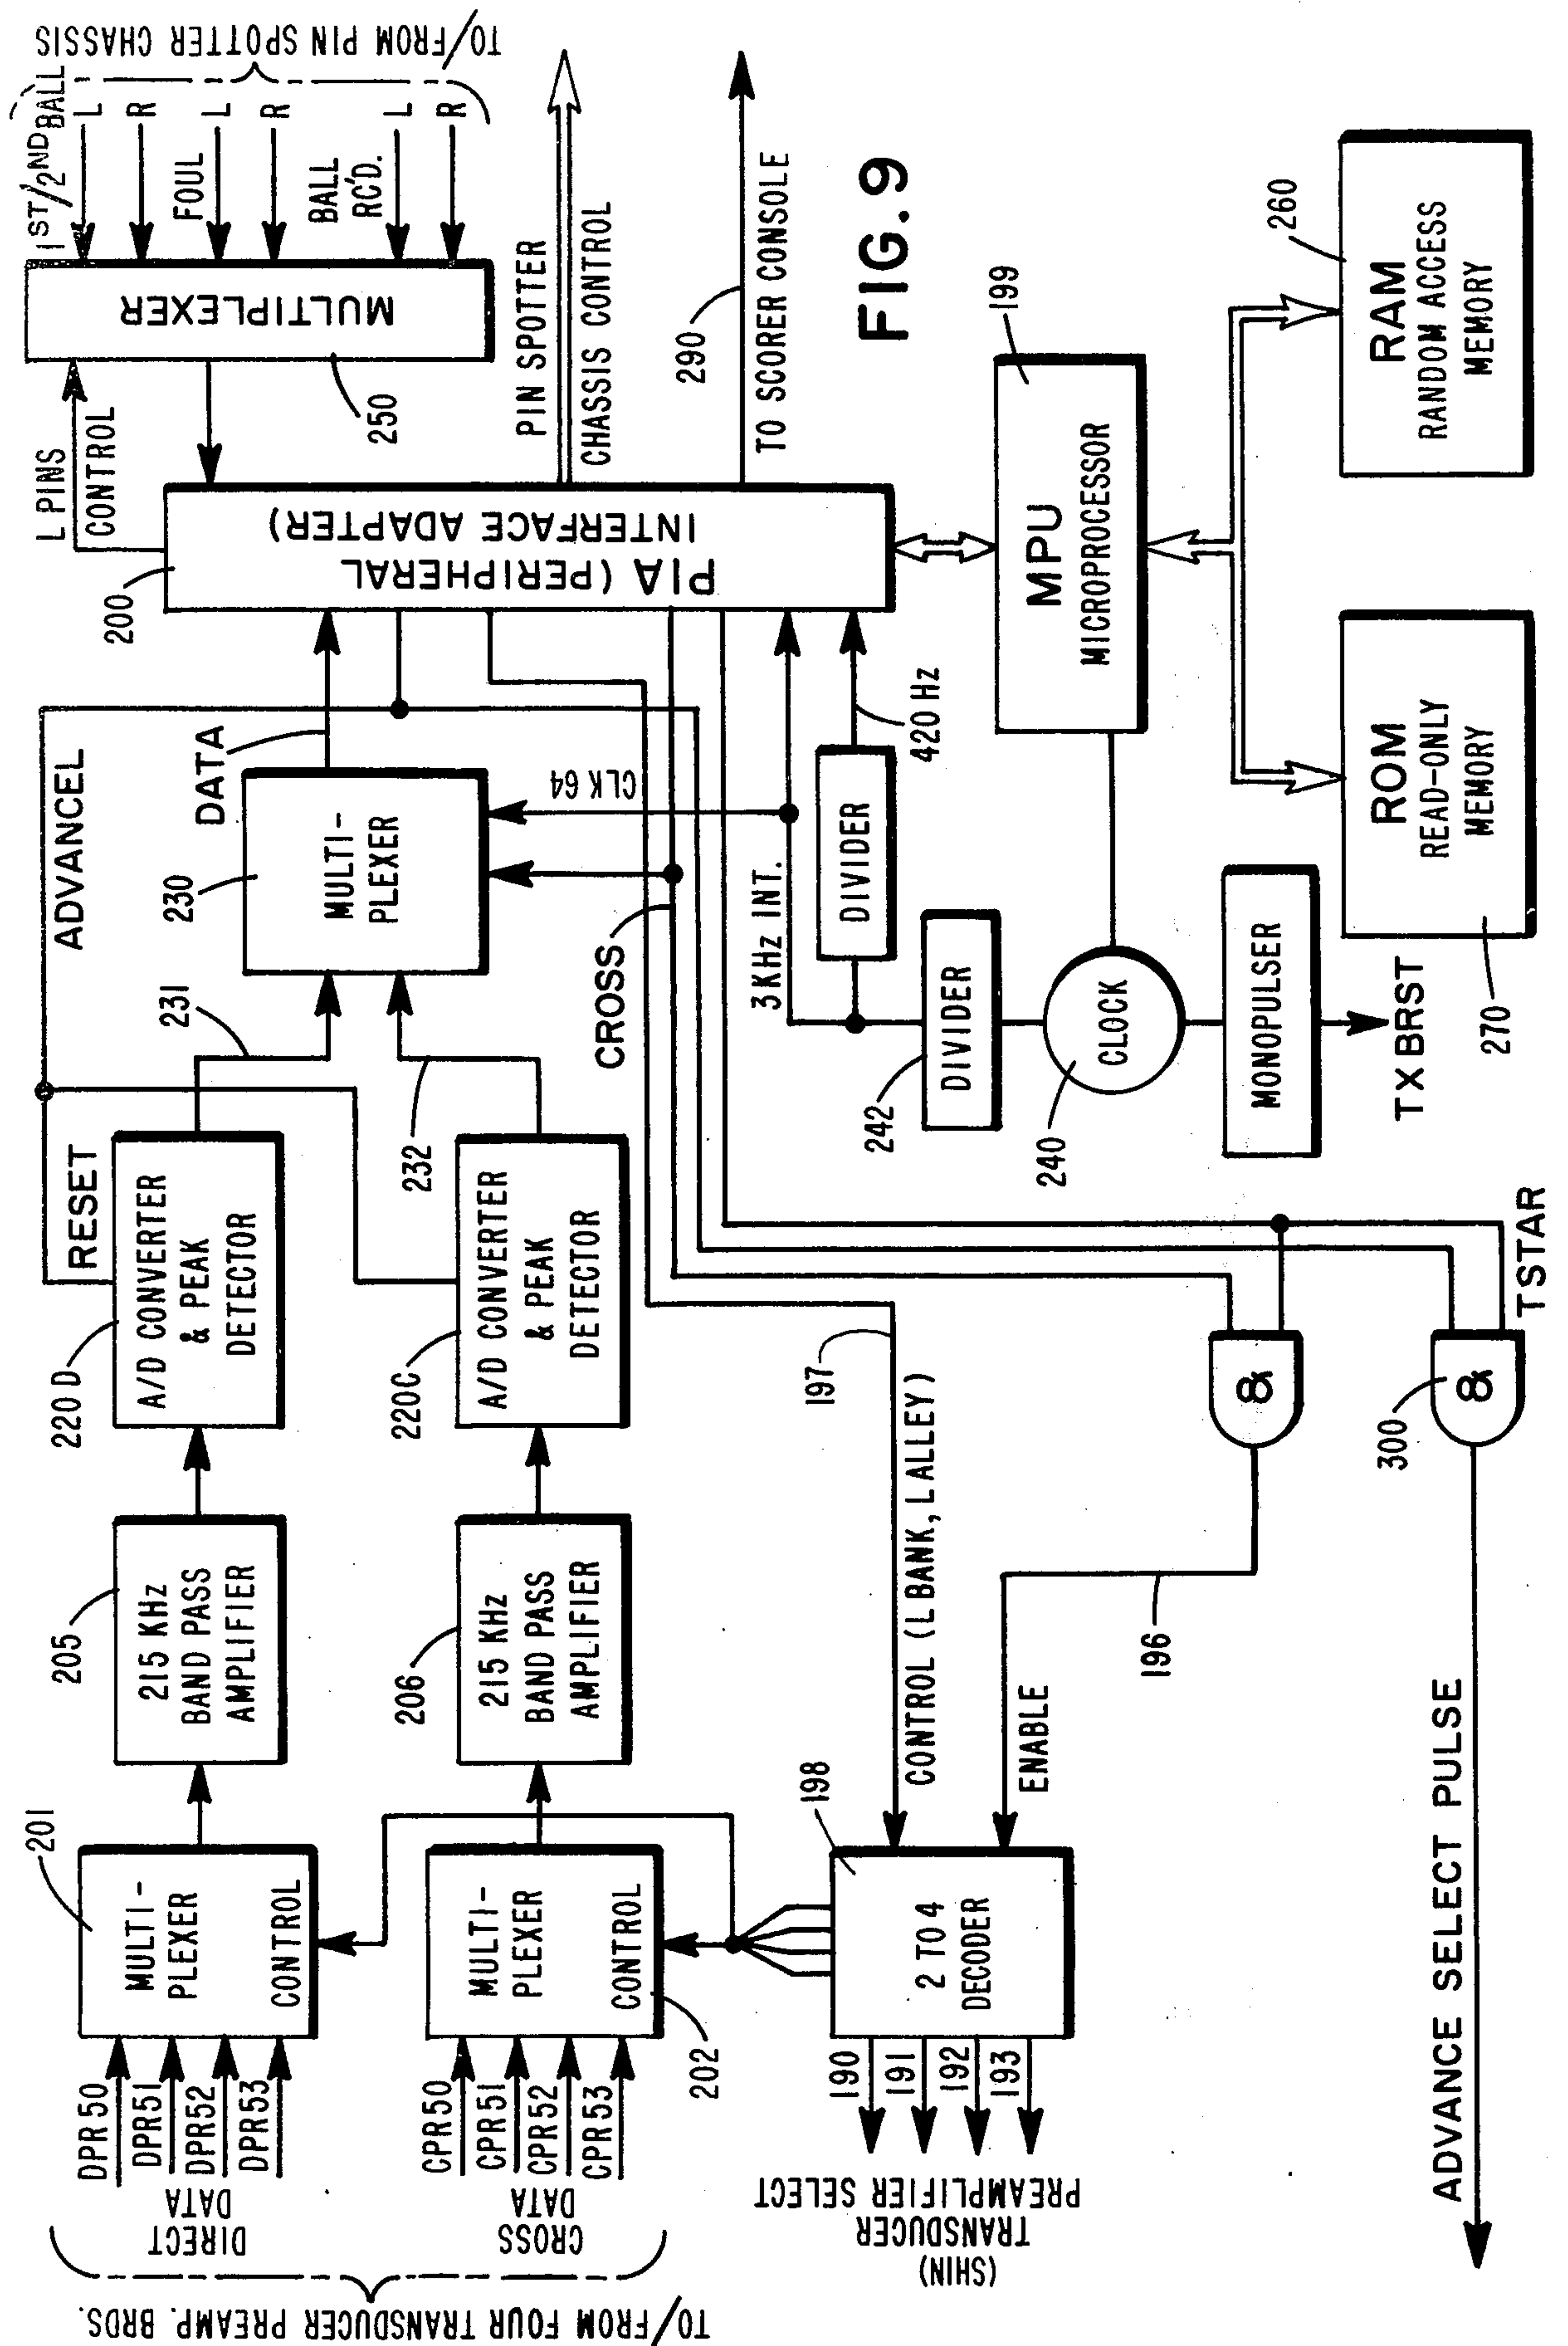 TO/FROM FOUR TRANSDUCER PREAMP. BRDS.
DIRECT
DATA
DPR50
DPR51
DPR52
DPR53
CROSS
DATA
CPR50
CPR51
CPR52
CPR53
201
MULTI-
PLEXER
CONTROL
MULTI-
PLEXER
CONTROL
202
205
215 KHz
BAND PASS
AMPLIFIER
206
215 KHz
BAND PASS
AMPLIFIER
220D
RESET
A/D CONVERTER
& PEAK
DETECTOR
220C
A/D CONVERTER
& PEAK
DETECTOR
231
232
ADVANCEL
230
MULTI-
PLEXER
DATA
CROSS
CLK 64
200
PIA (PERIPHERAL
INTERFACE ADAPTER)
L PINS
CONTROL
MULTIPLEXER
250
1ST/2ND BALL
L
R
FOUL
L
R
BALL
RC'D.
L
R
TO/FROM PIN SPOTTER CHASSIS
PIN SPOTTER
CHASSIS CONTROL
290
TO SCORER CONSOLE
FIG. 9
(SHIN)
TRANSDUCER
PREAMPLIFIER SELECT
190
191
192
193
198
2 TO 4
DECODER
197
CONTROL (L BANK, L ALLEY)
ENABLE
196
&
300
&
TSTAR
ADVANCE SELECT PULSE
3 KHz INT.
DIVIDER
420 Hz
242
DIVIDER
240
CLOCK
MONOPULSER
TX BRST
199
MPU
MICROPROCESSOR
270
ROM
READ-ONLY
MEMORY
260
RAM
RANDOM ACCESS
MEMORY